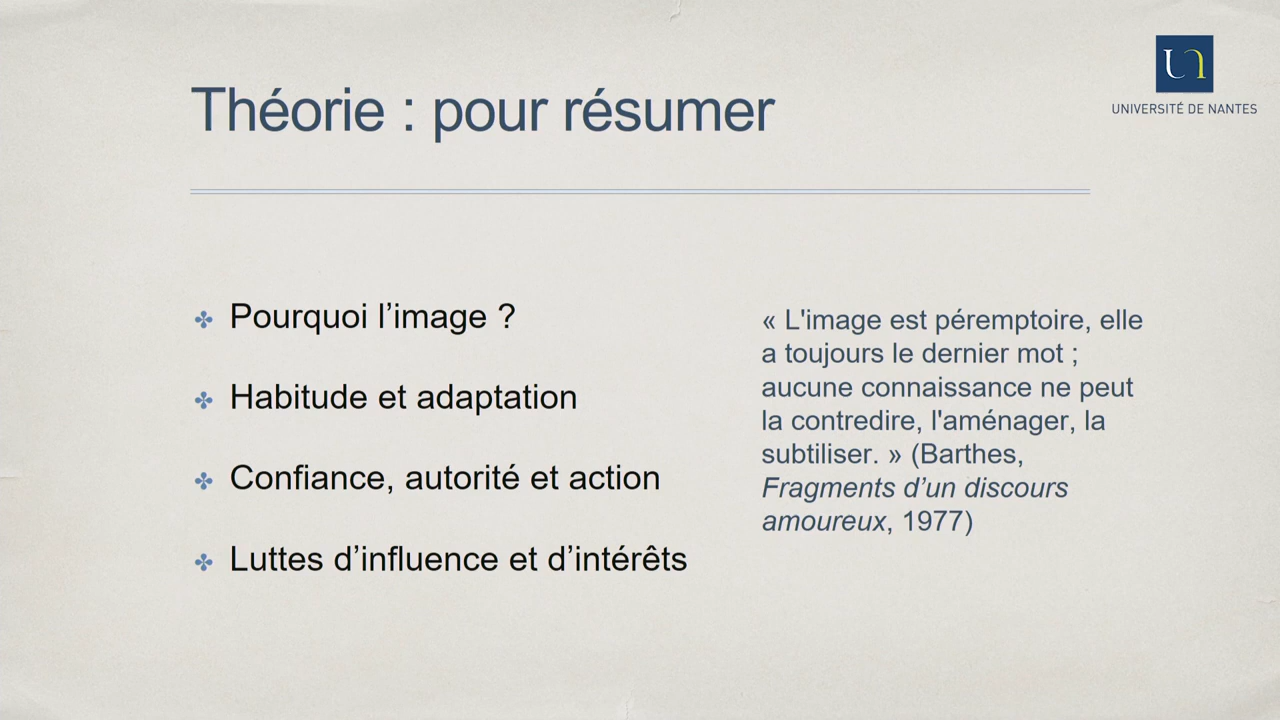 UNIVERSITÉ DE NANTES
Théorie : pour résumer
Pourquoi l’image ?
Habitude et adaptation
Confiance, autorité et action
Luttes d’influence et d’intérêts
« L'image est péremptoire, elle
a toujours le dernier mot ;
aucune connaissance ne peut
la contredire, l'aménager, la
subtiliser. » (Barthes,
Fragments d’un discours
amoureux, 1977)